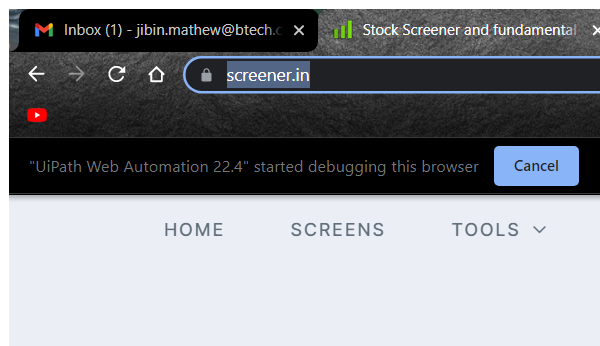 Inbox (1) - jibin.mathew@btech.
Stock Screener and fundamental
screener.in
"UiPath Web Automation 22.4" started debugging this browser
Cancel
HOME
SCREENS
TOOLS